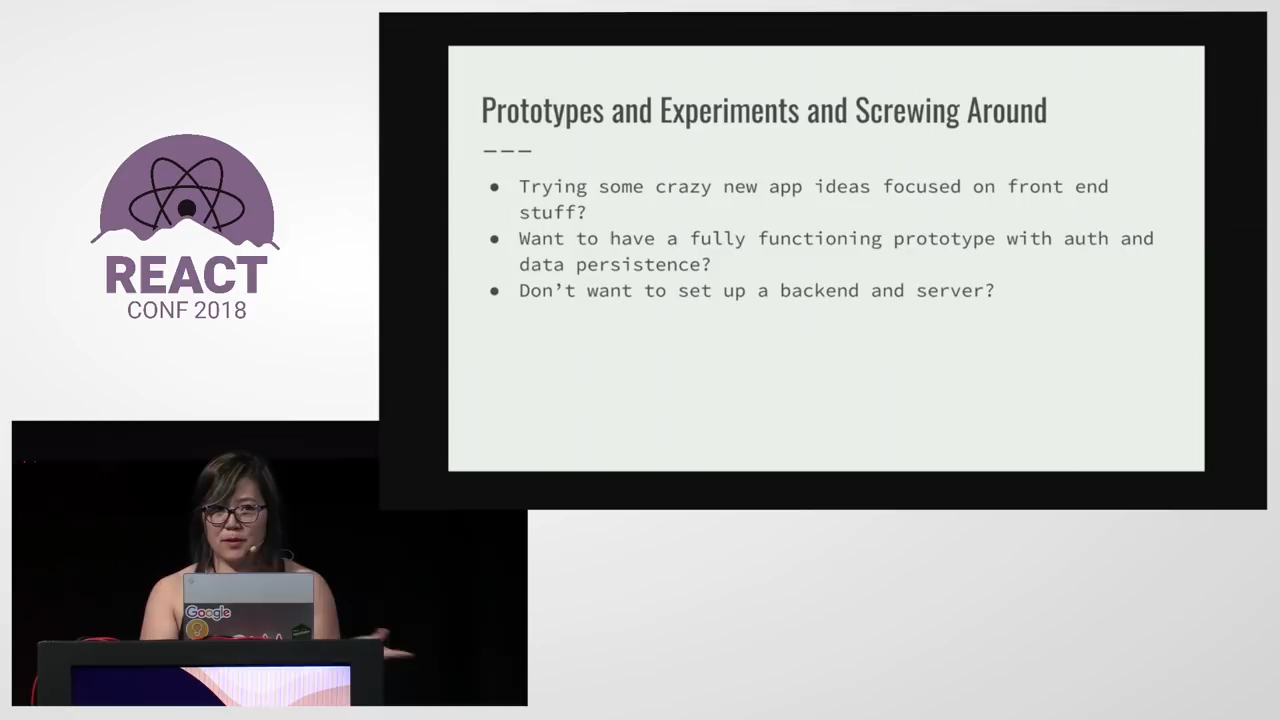 REACT
CONF 2018
Prototypes and Experiments and Screwing Around
● Trying some crazy new app ideas focused on front end
stuff?
● Want to have a fully functioning prototype with auth and
data persistence?
● Don’t want to set up a backend and server?
Google